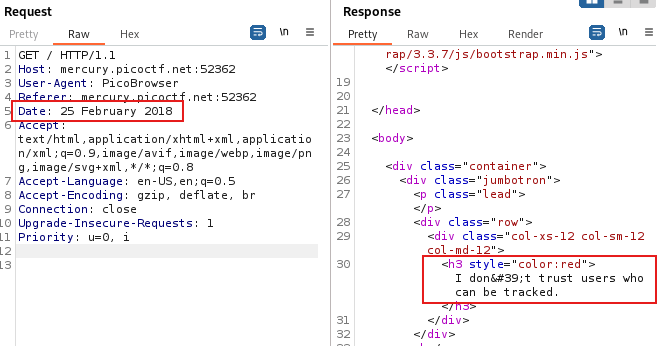 Request
Response
Pretty Raw Hex
\n
Pretty Raw Hex Render
\n
1 GET / HTTP/1.1
2 Host: mercury.picoctf.net:52362
3 User-Agent: PicoBrowser
4 Referer: mercury.picoctf.net:52362
5 Date: 25 February 2018
6 Accept:
text/html,application/xhtml+xml,applicatio
n/xml;q=0.9,image/avif,image/webp,image/pn
g,image/svg+xml,*/*;q=0.8
7 Accept-Language: en-US,en;q=0.5
8 Accept-Encoding: gzip, deflate, br
9 Connection: close
10 Upgrade-Insecure-Requests: 1
11 Priority: u=0, i
12
13
rap/3.3.7/js/bootstrap.min.js">
</script>
19
20
21 </head>
22
23 <body>
24
25 <div class="container">
26 <div class="jumbotron">
27 <p class="lead">
</p>
28 <div class="row">
29 <div class="col-xs-12 col-sm-12
col-md-12">
30 <h3 style="color:red">
I don&#39;t trust users who
can be tracked.
</h3>
31 </div>
32 </div>